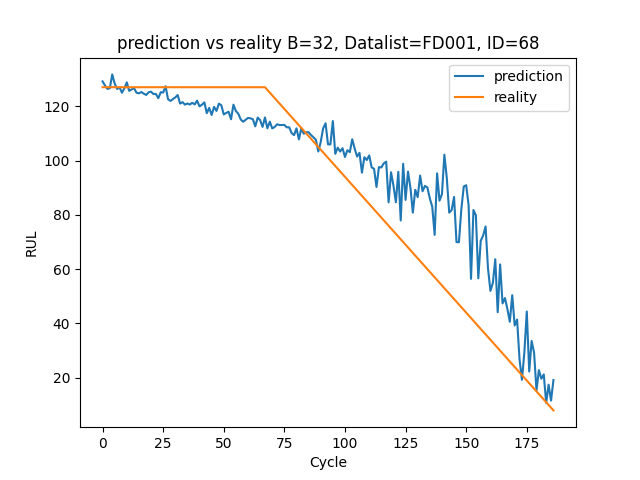 prediction vs reality B=32, Datalist=FD001, ID=68
prediction
reality
RUL
120
100
80
60
40
20
0 25 50 75 100 125 150 175
Cycle